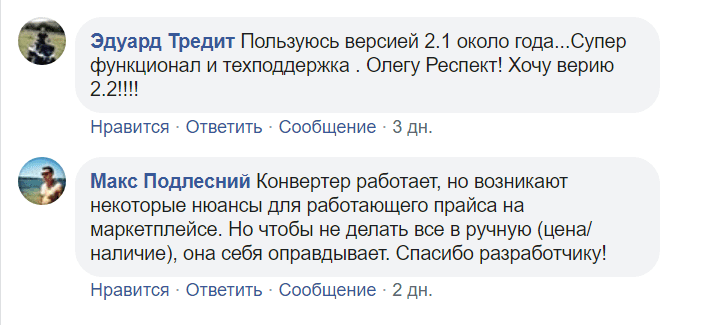 Эдуард Тредит Пользуюсь версией 2.1 около года...Супер
функционал и техподдержка . Олегу Респект! Хочу верию
2.2!!!!
Нравится · Ответить · Сообщение · 3 дн.
Макс Подлесний Конвертер работает, но возникают
некоторые нюансы для работающего прайса на
маркетплейсе. Но чтобы не делать все в ручную (цена/
наличие), она себя оправдывает. Спасибо разработчику!
Нравится · Ответить · Сообщение · 2 дн.